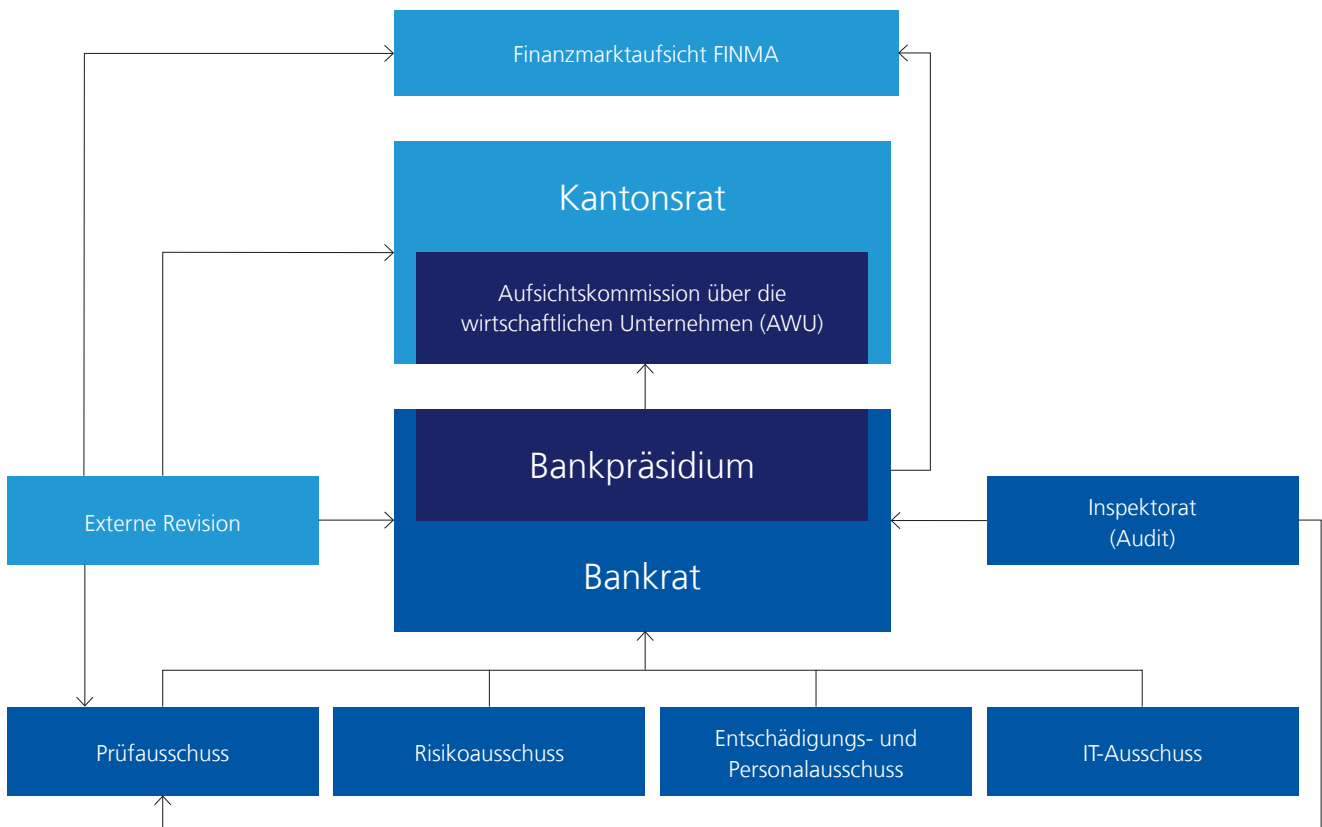 Finanzmarktaufsicht FINMA
Kantonsrat
Aufsichtskommission über die
wirtschaftlichen Unternehmen (AWU)
Bankpräsidium
Externe Revision
Inspektorat
(Audit)
Bankrat
Prüfausschuss
Risikoausschuss
Entschädigungs- und
Personalausschuss
IT-Ausschuss